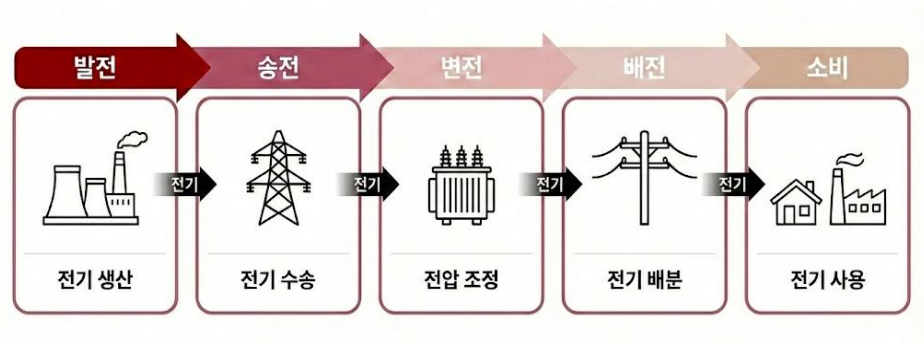 발전
송전
변전
배전
소비
전기
전기
전기
전기
전기 생산
전기 수송
전압 조정
전기 배분
전기 사용